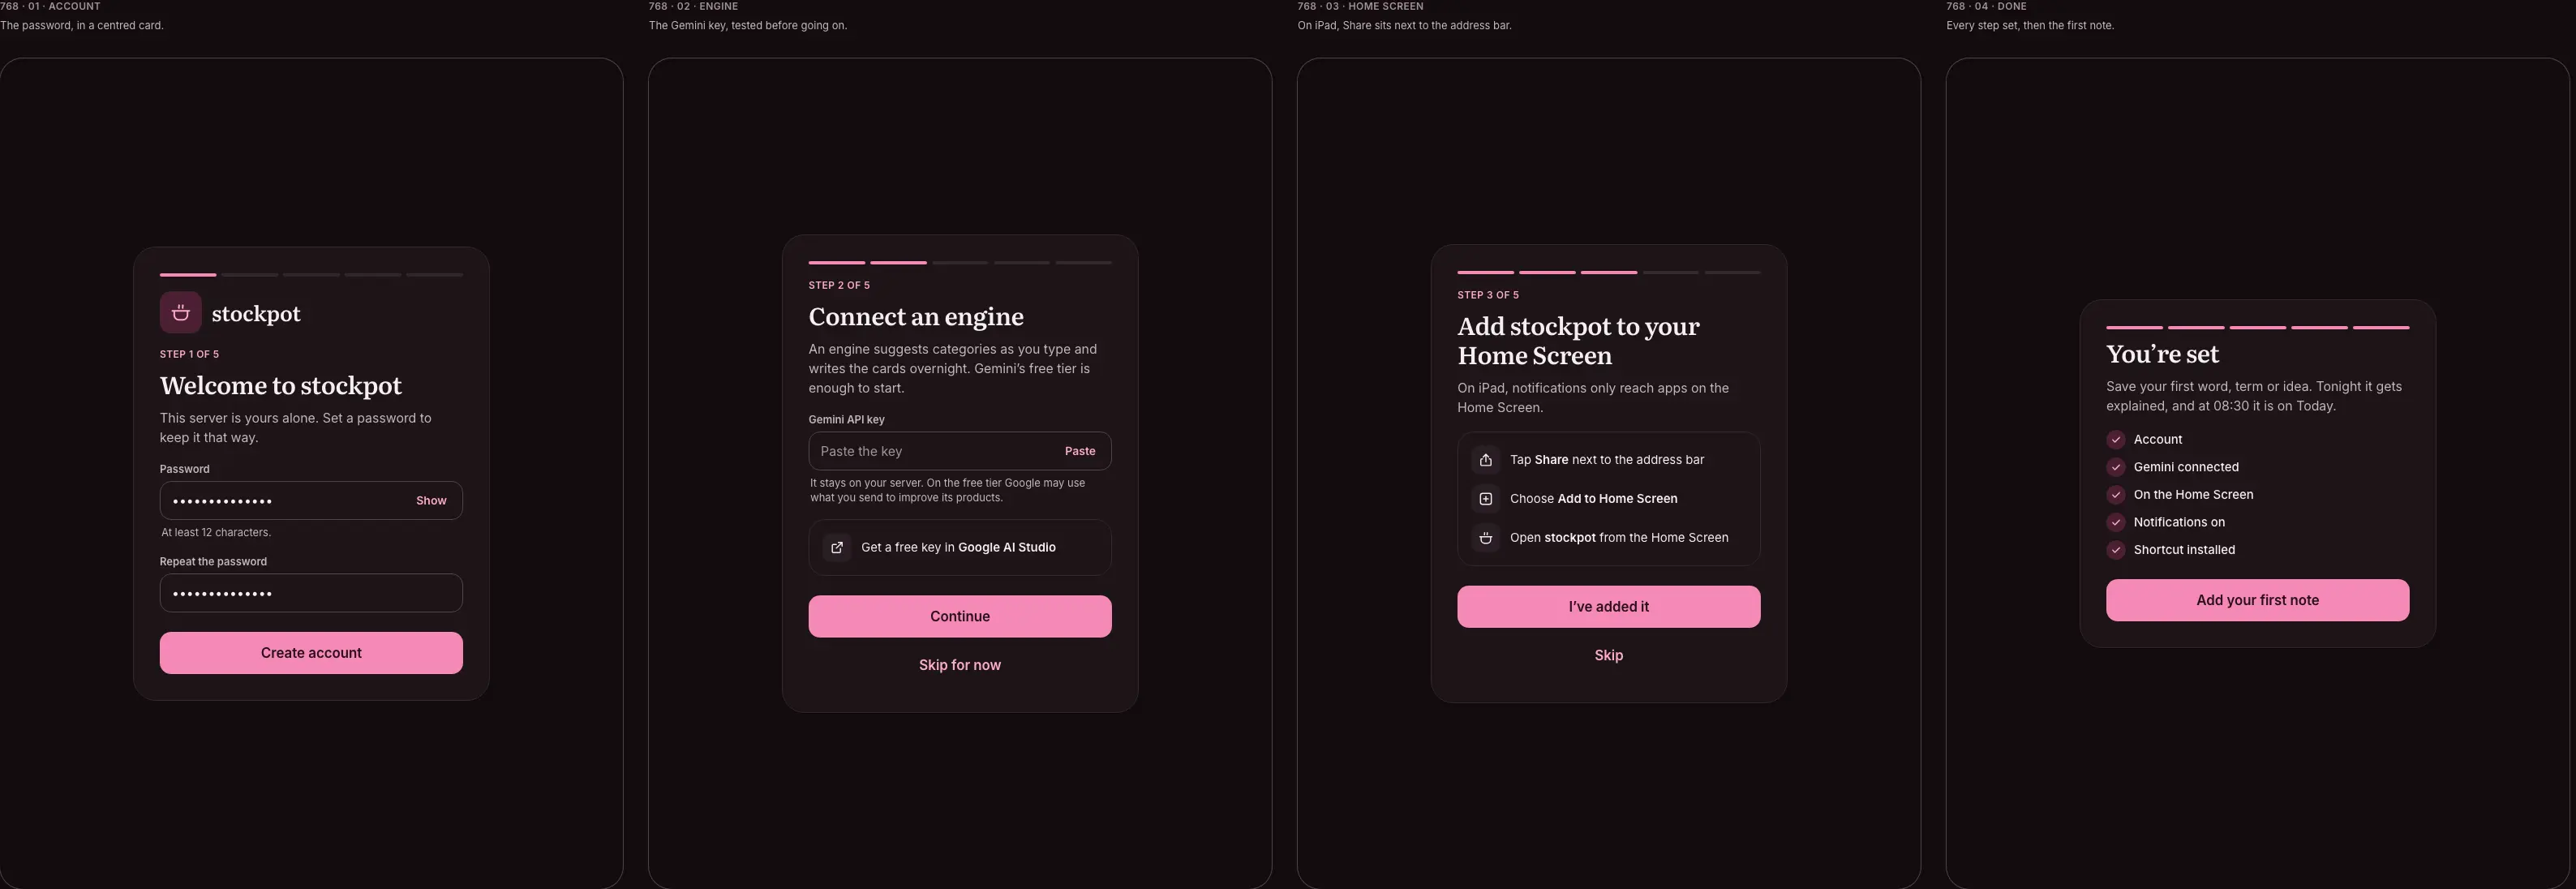 768 · 01 · ACCOUNT
The password, in a centred card.
stockpot
STEP 1 OF 5
Welcome to stockpot
This server is yours alone. Set a password to
keep it that way.
Password
••••••••••••••
Show
At least 12 characters.
Repeat the password
••••••••••••••
Create account
768 · 02 · ENGINE
The Gemini key, tested before going on.
STEP 2 OF 5
Connect an engine
An engine suggests categories as you type and
writes the cards overnight. Gemini’s free tier is
enough to start.
Gemini API key
Paste the key
Paste
It stays on your server. On the free tier Google may use
what you send to improve its products.
Get a free key in Google AI Studio
Continue
Skip for now
768 · 03 · HOME SCREEN
On iPad, Share sits next to the address bar.
STEP 3 OF 5
Add stockpot to your
Home Screen
On iPad, notifications only reach apps on the
Home Screen.
Tap Share next to the address bar
Choose Add to Home Screen
Open stockpot from the Home Screen
I’ve added it
Skip
768 · 04 · DONE
Every step set, then the first note.
You’re set
Save your first word, term or idea. Tonight it gets
explained, and at 08:30 it is on Today.
Account
Gemini connected
On the Home Screen
Notifications on
Shortcut installed
Add your first note